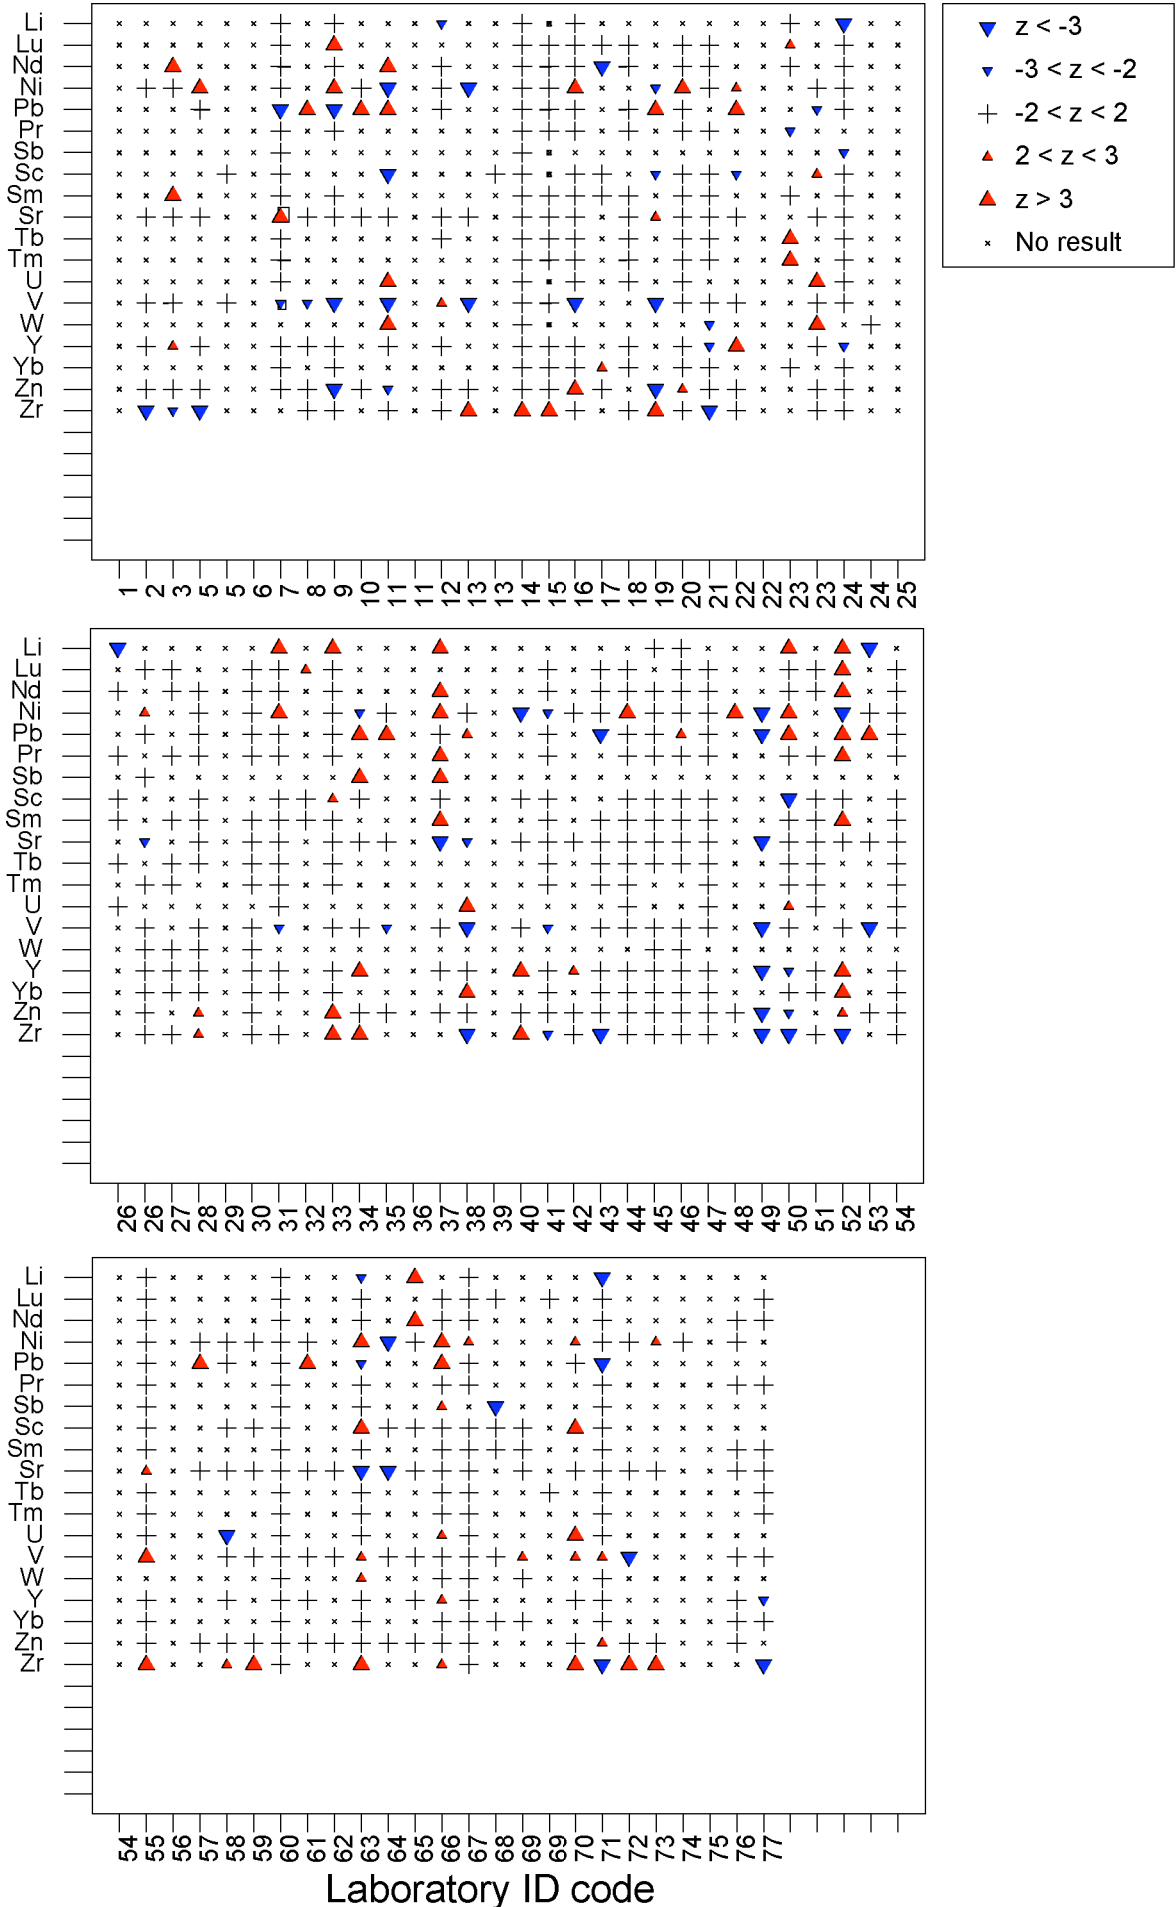 Li
Lu
Nd
Ni
Pb
Pr
Sb
Sc
Sm
Sr
Tb
Tm
U
V
W
Y
Yb
Zn
Zr
1 2 3 5 5 6 7 8 9 10 11 12 13 13 14 15 16 17 18 19 20 21 22 22 23 23 24 24 25
z < -3
-3 < z < -2
-2 < z < 2
2 < z < 3
z > 3
No result
Li
Lu
Nd
Ni
Pb
Pr
Sb
Sc
Sm
Sr
Tb
Tm
U
V
W
Y
Yb
Zn
Zr
26 26 27 28 29 30 31 32 33 34 35 36 37 38 39 40 42 43 44 45 46 47 48 49 50 51 52 53 54
Li
Lu
Nd
Ni
Pb
Pr
Sb
Sc
Sm
Sr
Tb
Tm
U
V
W
Y
Yb
Zn
Zr
54 55 56 57 58 59 60 61 62 63 64 65 66 67 68 69 69 70 71 72 73 74 75 76 77
Laboratory ID code